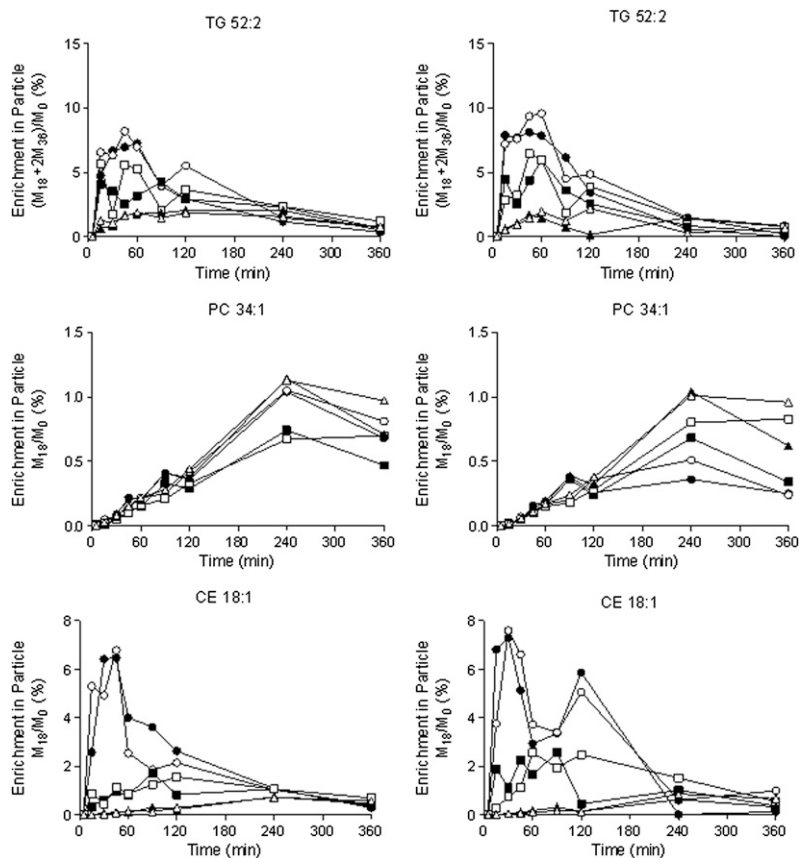 TG 52:2
TG 52:2
Enrichment in Particle
(M18+2M36)/M0 (%)
15
10
5
0
0 60 120 180 240 300 360
Time (min)
Enrichment in Particle
(M18+2M36)/M0 (%)
15
10
5
0
0 60 120 180 240 300 360
Time (min)
PC 34:1
PC 34:1
Enrichment in Particle
M18/M0 (%)
1.5
1.0
0.5
0.0
0 60 120 180 240 300 360
Time (min)
Enrichment in Particle
M18/M0 (%)
1.5
1.0
0.5
0.0
0 60 120 180 240 300 360
Time (min)
CE 18:1
CE 18:1
Enrichment in Particle
M18/M0 (%)
8
6
4
2
0
0 60 120 180 240 300 360
Time (min)
Enrichment in Particle
M18/M0 (%)
8
6
4
2
0
0 60 120 180 240 300 360
Time (min)